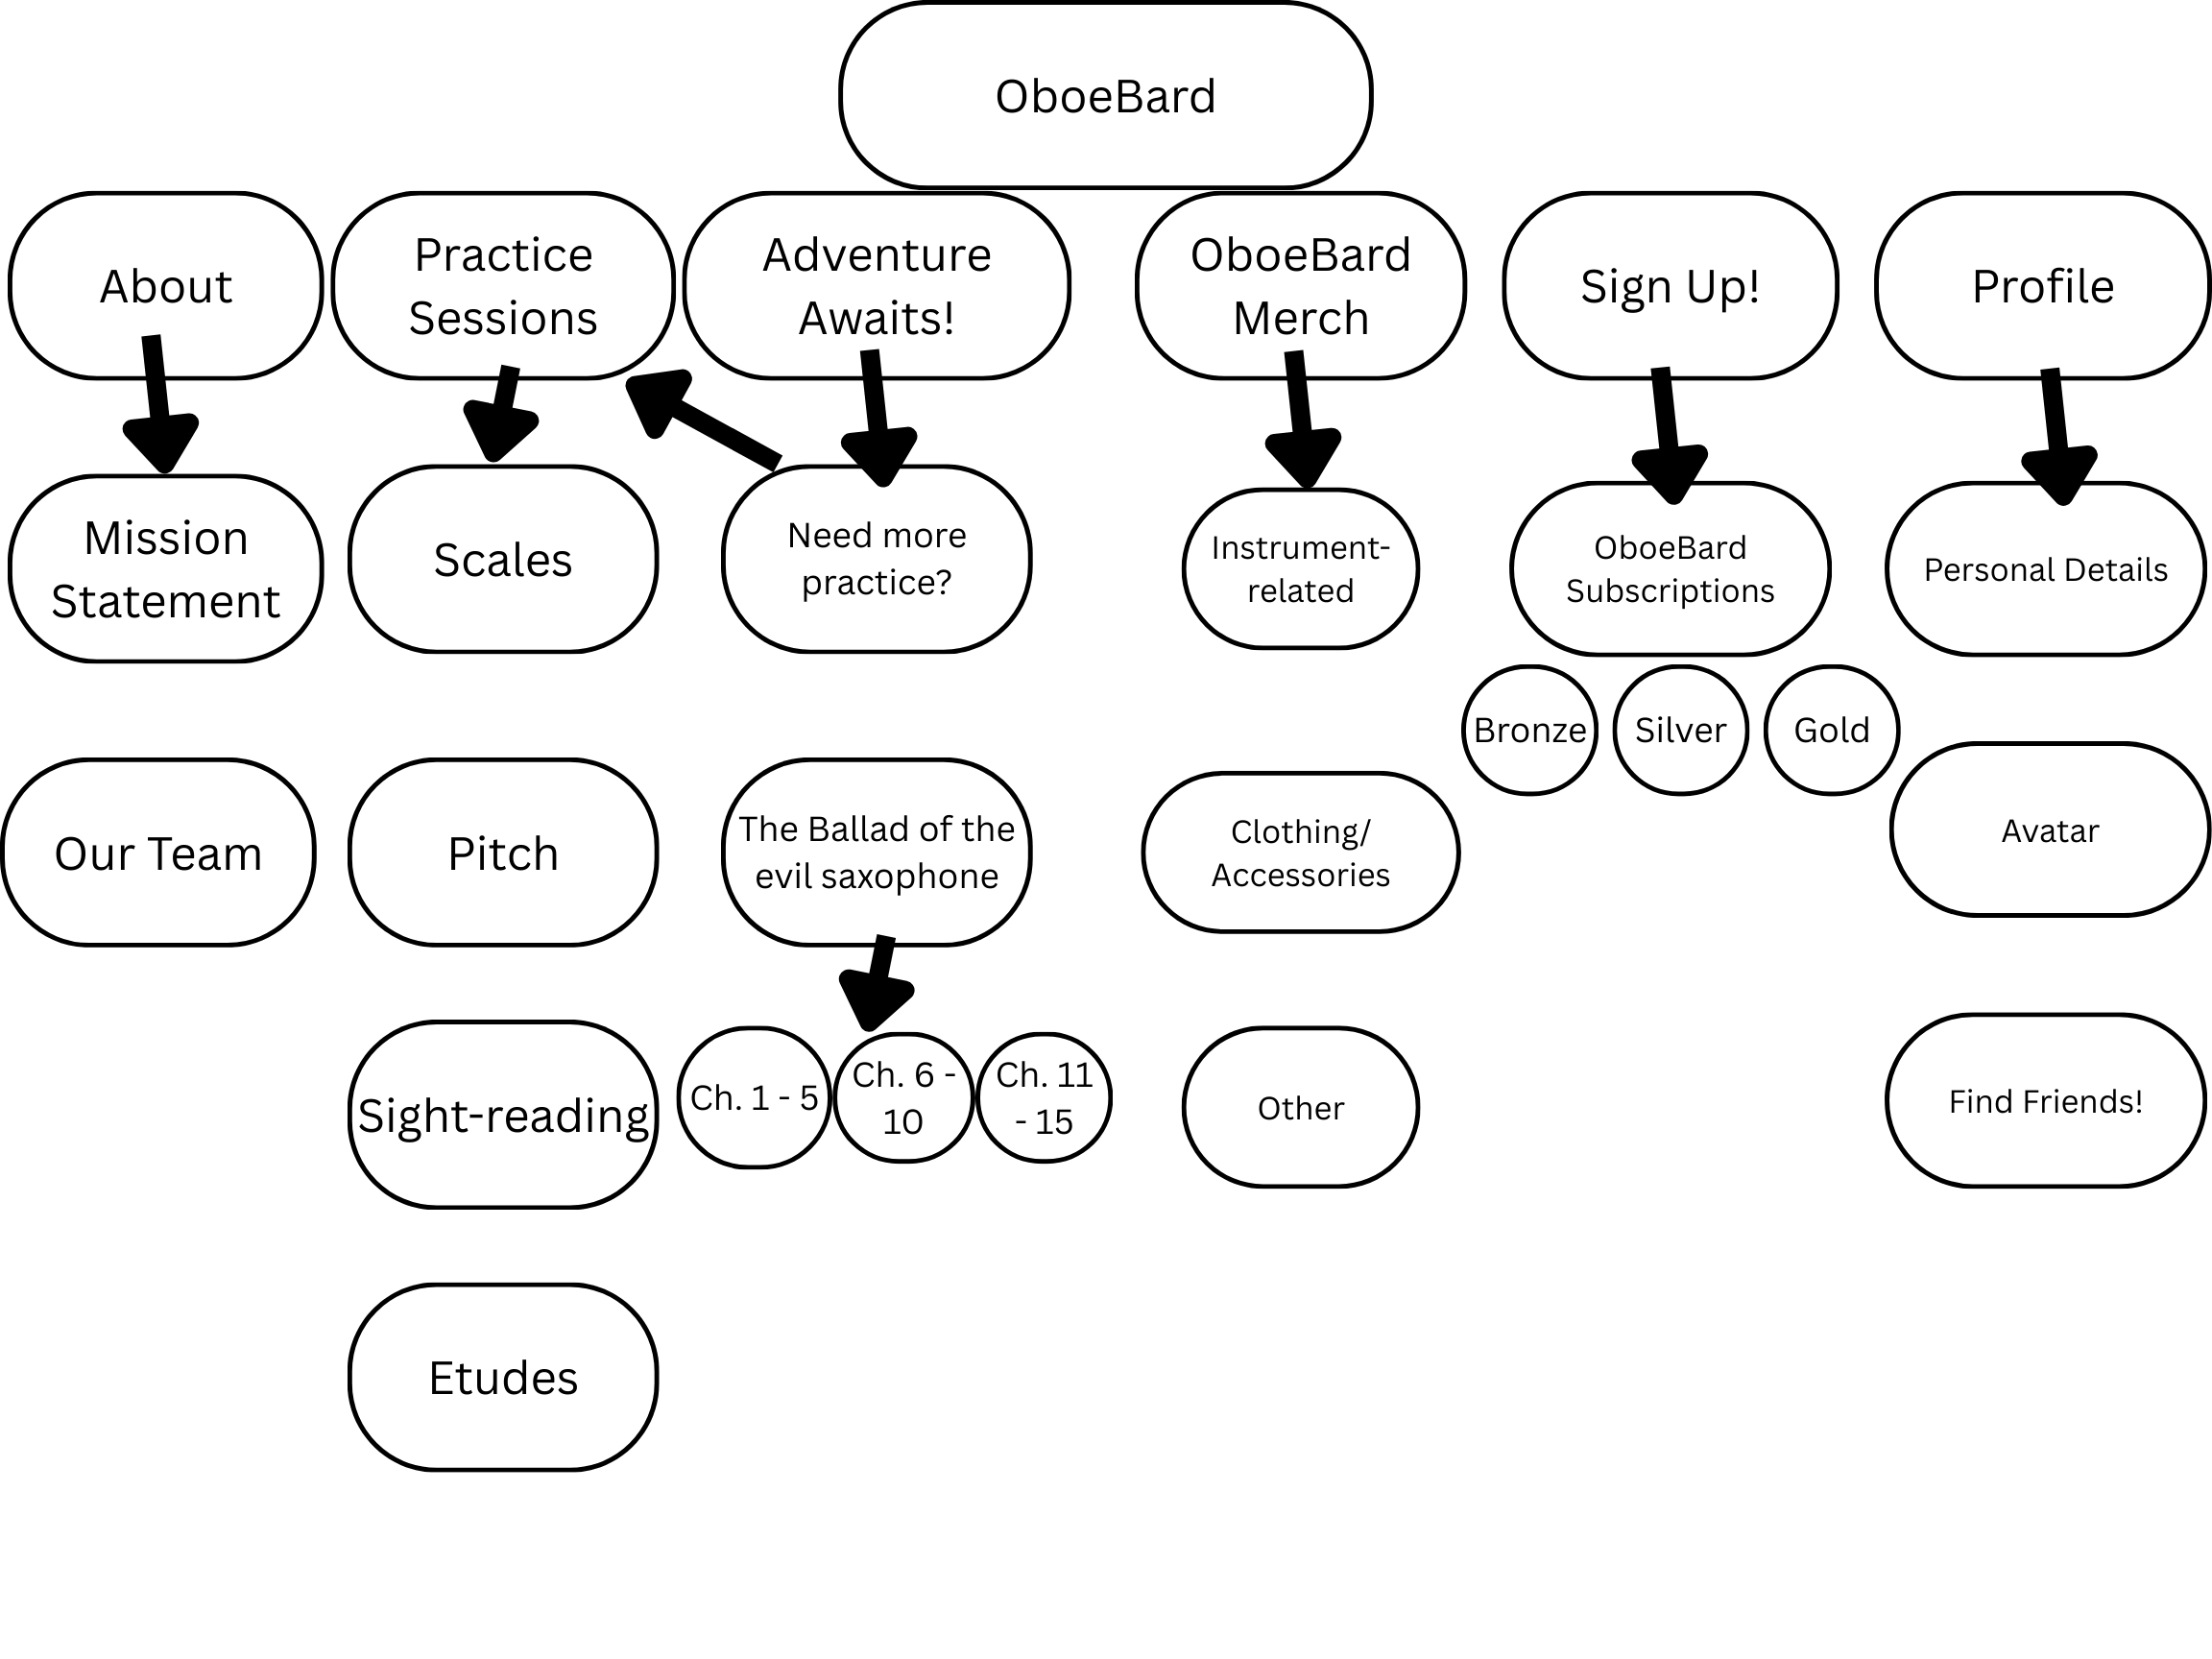 OboeBard
About
Practice
Sessions
Adventure
Awaits!
OboeBard
Merch
Sign Up!
Profile
Mission
Statement
Scales
Need more
practice?
Instrument-
related
OboeBard
Subscriptions
Personal Details
Bronze
Silver
Gold
Our Team
Pitch
The Ballad of the
evil saxophone
Clothing/
Accessories
Avatar
Sight-reading
Ch. 1 - 5
Ch. 6 -
10
Ch. 11
- 15
Other
Find Friends!
Etudes